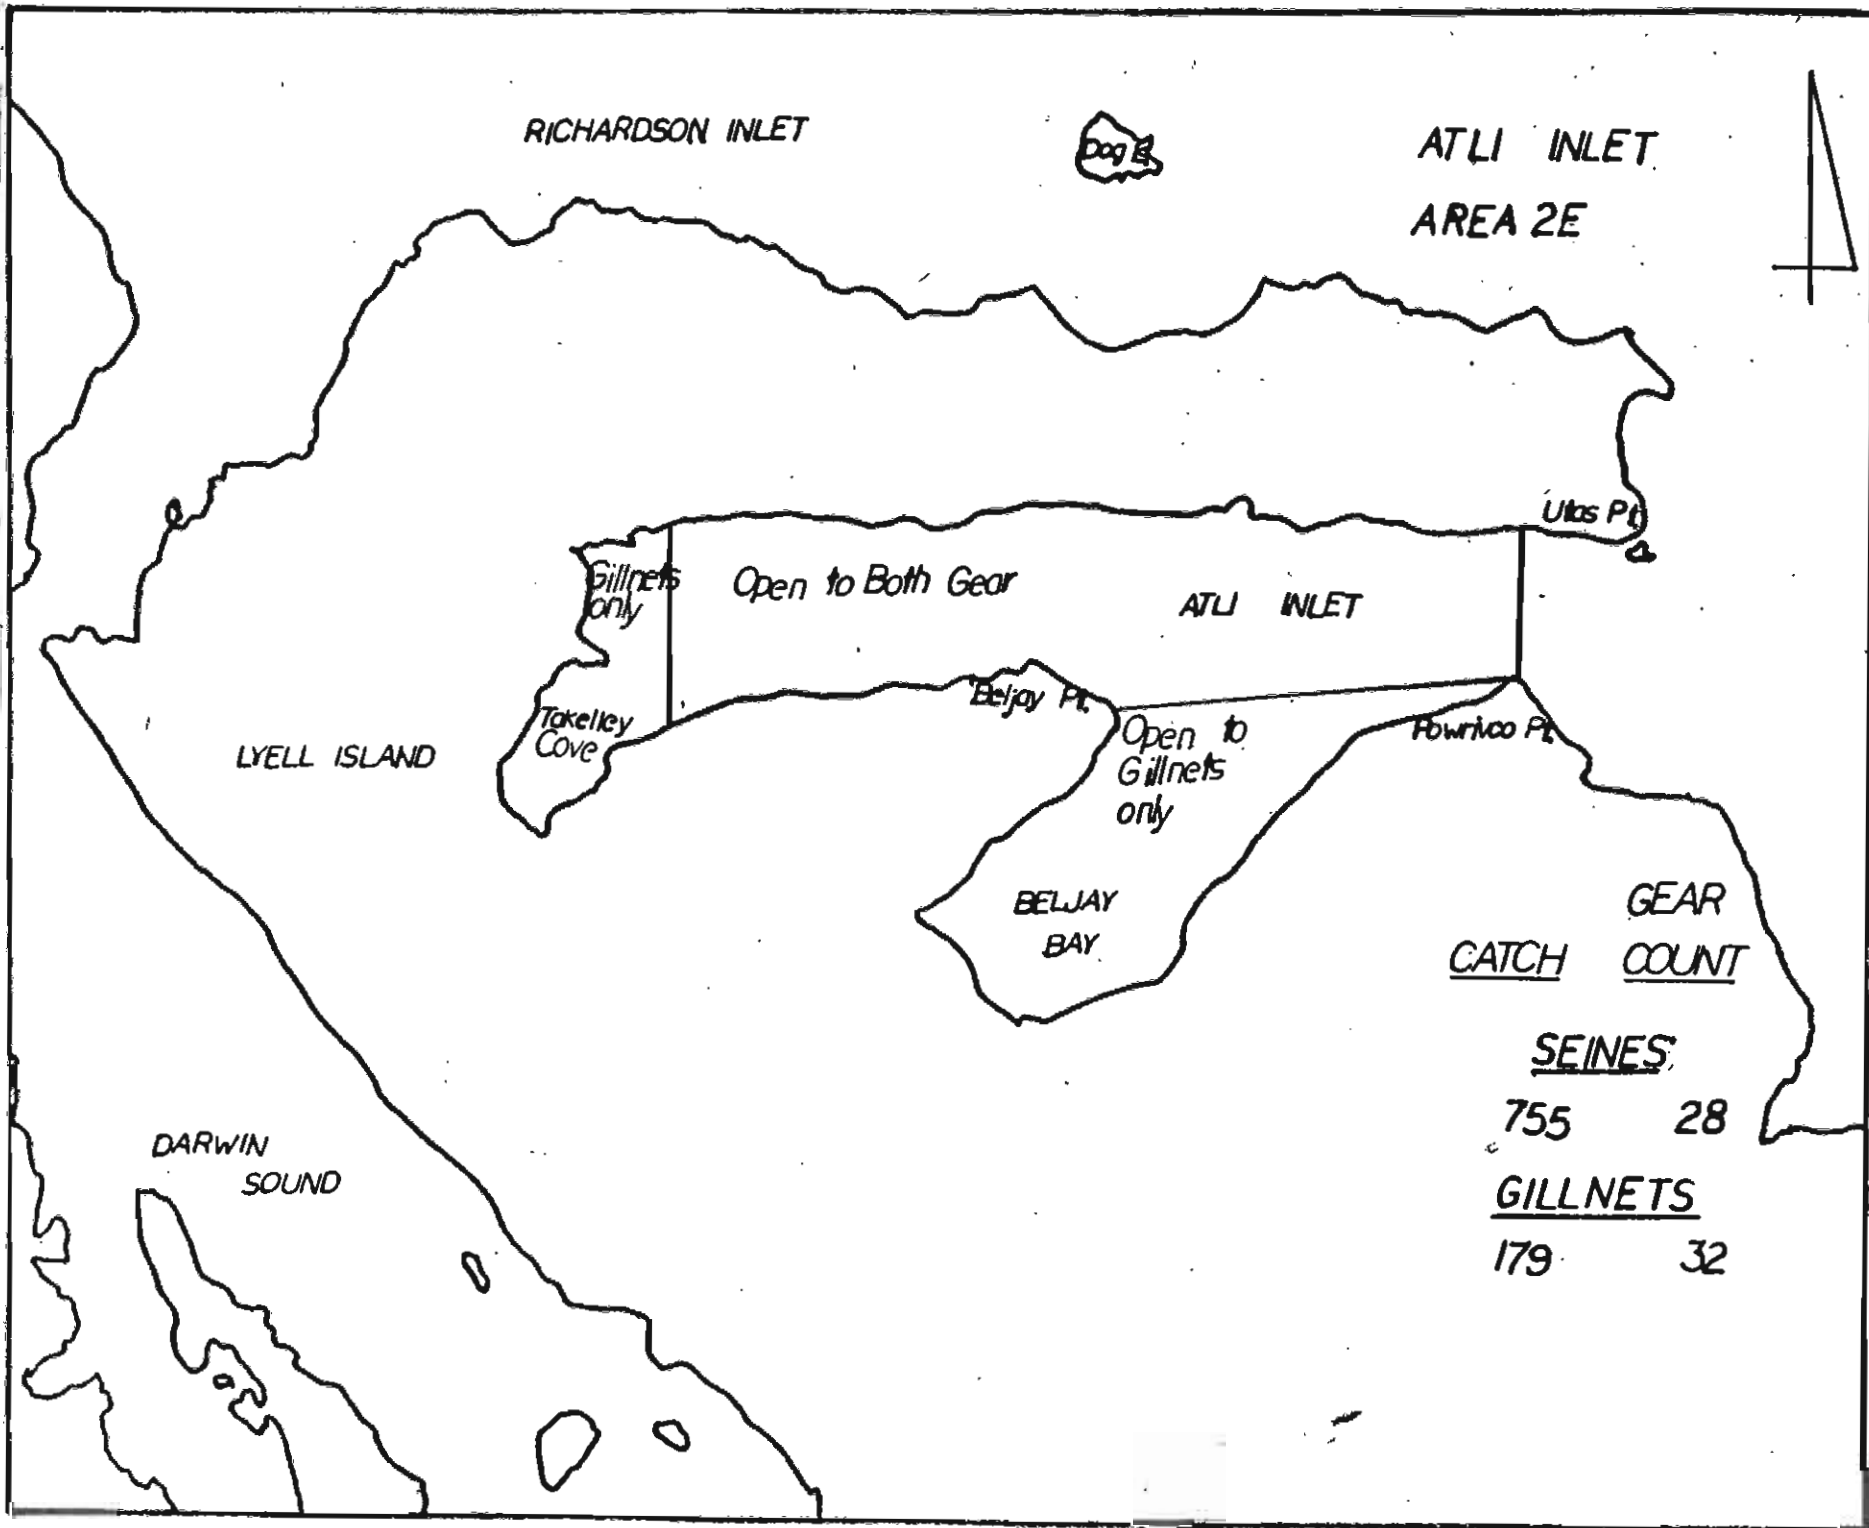 RICHARDSON INLET
Dog I.
ATLI INLET
AREA 2E
Utas Pt.
Gillnets
only
Open to Both Gear
ATLI INLET
Beljay Pt.
Takelley
Cove
Open to
Gillnets
only
Powrivco Pt.
LYELL ISLAND
BELJAY
BAY
GEAR
CATCH COUNT
SEINES
755 28
GILLNETS
179 32
DARWIN
SOUND